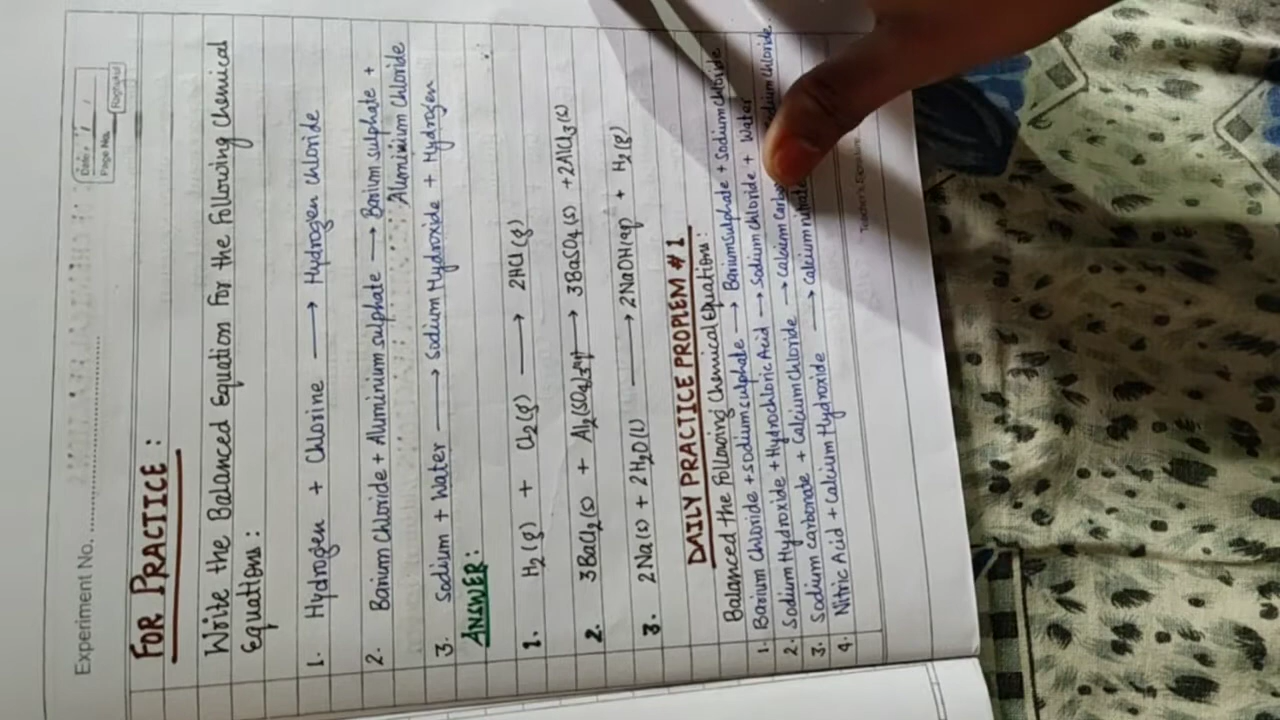 Experiment No.
Date: / /
Page No.
FOR PRACTICE :
Write the Balanced Equation For the Following Chemical
Equations :
1. Hydrogen + Chlorine ⟶ Hydrogen chloride
2. Barium Chloride + Aluminium sulphate ⟶ Barium sulphate +
Aluminium chloride
3. Sodium + Water ⟶ Sodium Hydroxide + Hydrogen
ANSWER :
1. H2(g) + Cl2(g) ⟶ 2HCl(g)
2. 3BaCl2(s) + Al2(SO4)3 ⟶ 3BaSO4(s) + 2AlCl3(s)
3. 2Na(s) + 2H2O(l) ⟶ 2NaOH(aq) + H2(g)
DAILY PRACTICE PROPLEM # 1
Balanced the Following Chemical Equations :
1. Barium Chloride + sodium sulphate ⟶ Barium Sulphate + Sodium chloride
2. Sodium Hydroxide + Hydrochloric Acid ⟶ Sodium chloride + Water
3. Sodium carbonate + Calcium Chloride ⟶ calcium chloride
4. Nitric Acid + Calcium Hydroxide ⟶ calcium nitrate
Teacher's